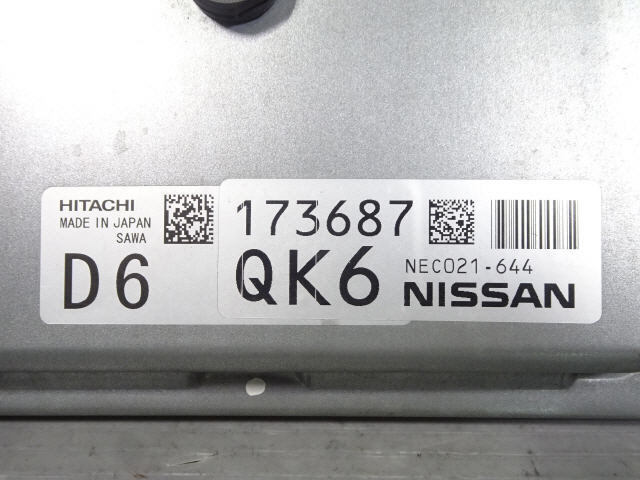 HITACHI
MADE IN JAPAN
SAWA
D6
173687
QK6
NEC021-644
NISSAN